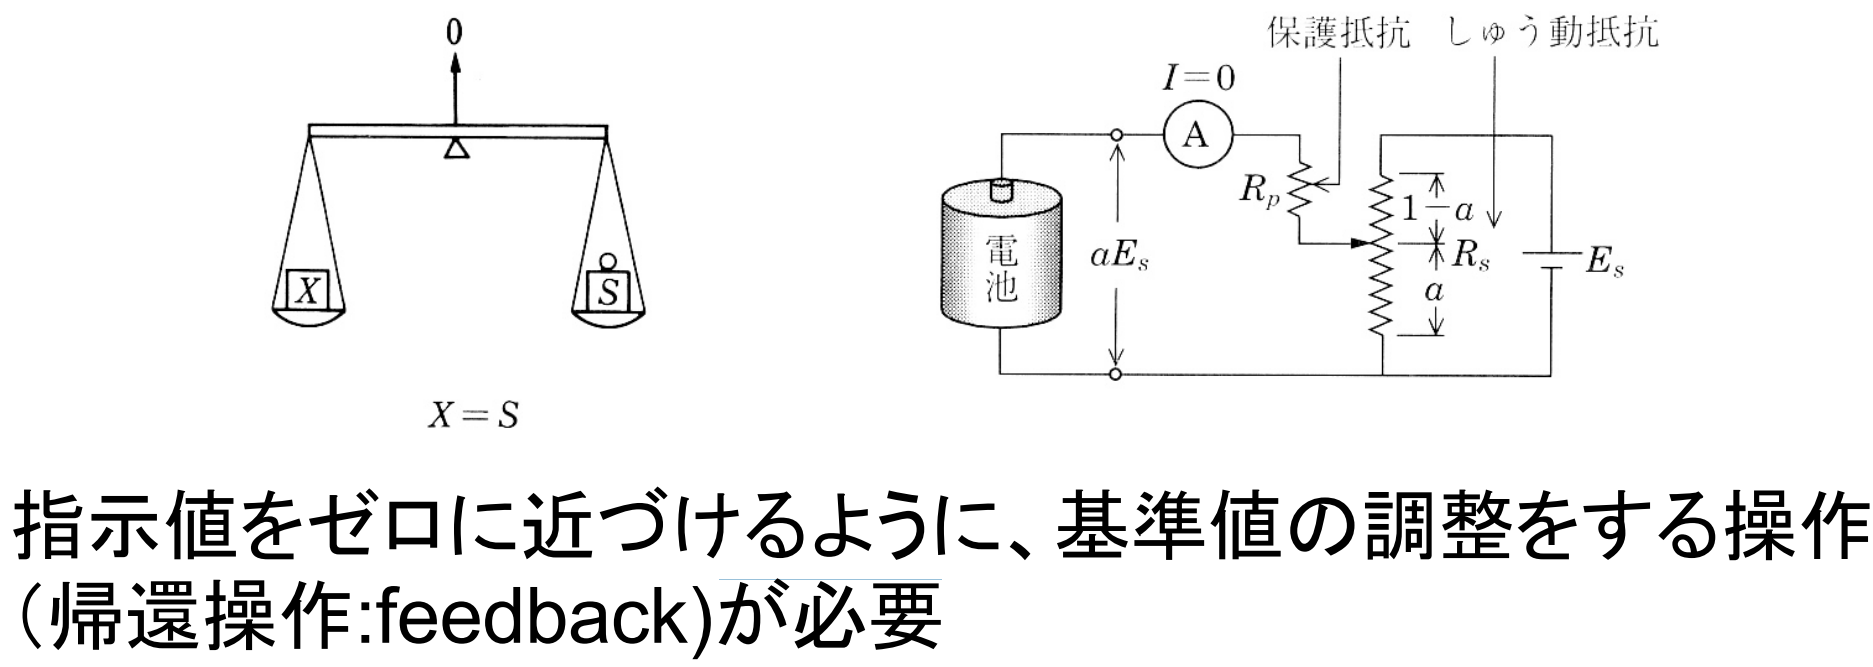 0
X
S
X=S
保護抵抗 しゅう動抵抗
I=0
A
R_p
1-a
電池
aE_s
R_s
E_s
a
指示値をゼロに近づけるように、基準値の調整をする操作
(帰還操作:feedback)が必要